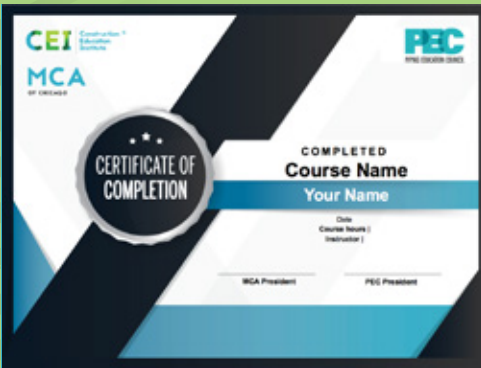 CEI Construction
Education
Institute
MCA
OF CHICAGO
PEC
PIPING EDUCATION COUNCIL
CERTIFICATE OF
COMPLETION
COMPLETED
Course Name
Your Name
Date
Course hours |
Instructor |
MCA President
PEC President